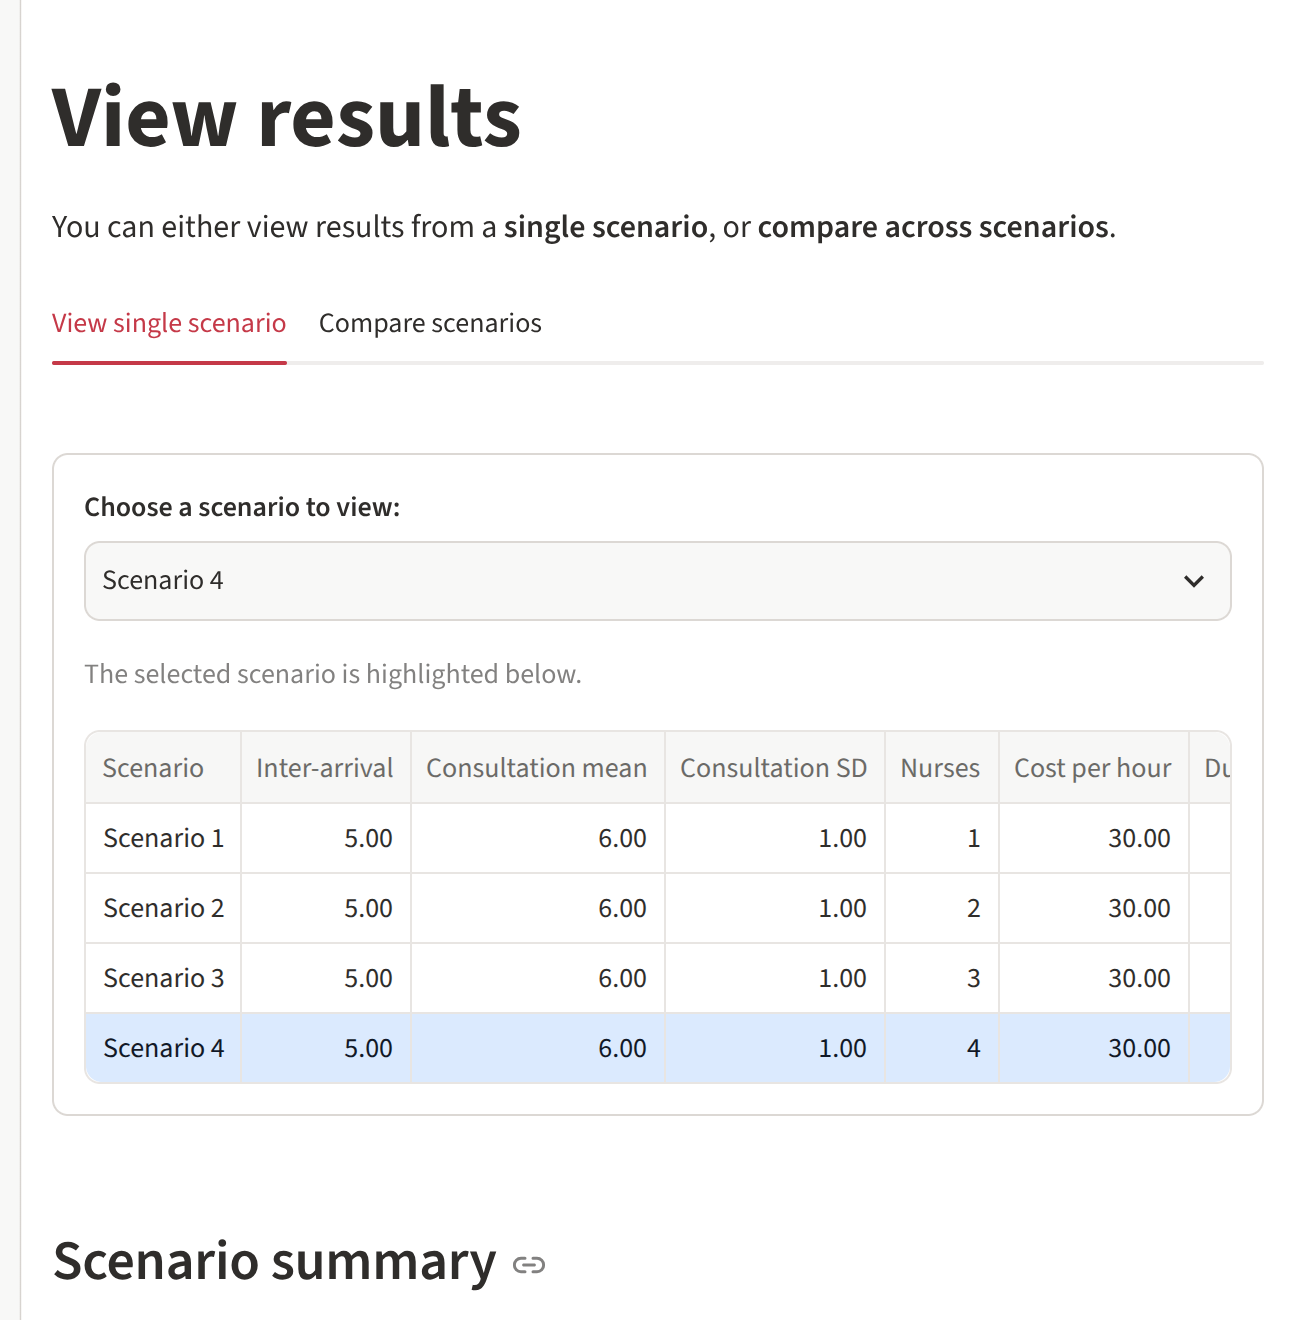 View results
You can either view results from a single scenario, or compare across scenarios.
View single scenario Compare scenarios
Choose a scenario to view:
Scenario 4
The selected scenario is highlighted below.
Scenario Inter-arrival Consultation mean Consultation SD Nurses Cost per hour Du
Scenario 1 5.00 6.00 1.00 1 30.00
Scenario 2 5.00 6.00 1.00 2 30.00
Scenario 3 5.00 6.00 1.00 3 30.00
Scenario 4 5.00 6.00 1.00 4 30.00
Scenario summary